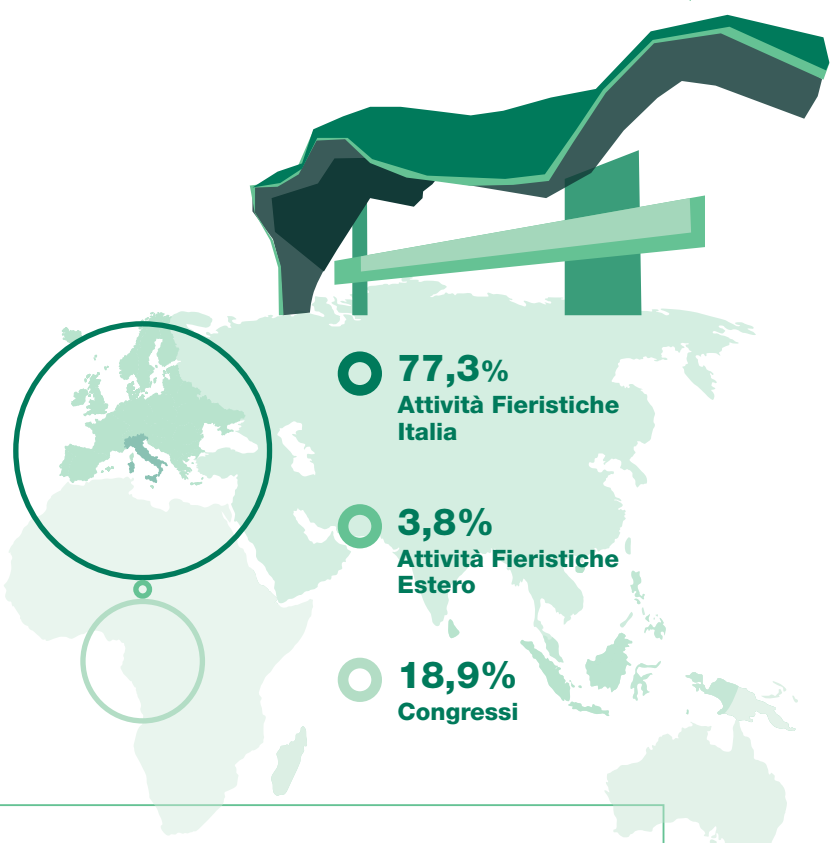 77,3%
Attività Fieristiche
Italia
3,8%
Attività Fieristiche
Estero
18,9%
Congressi